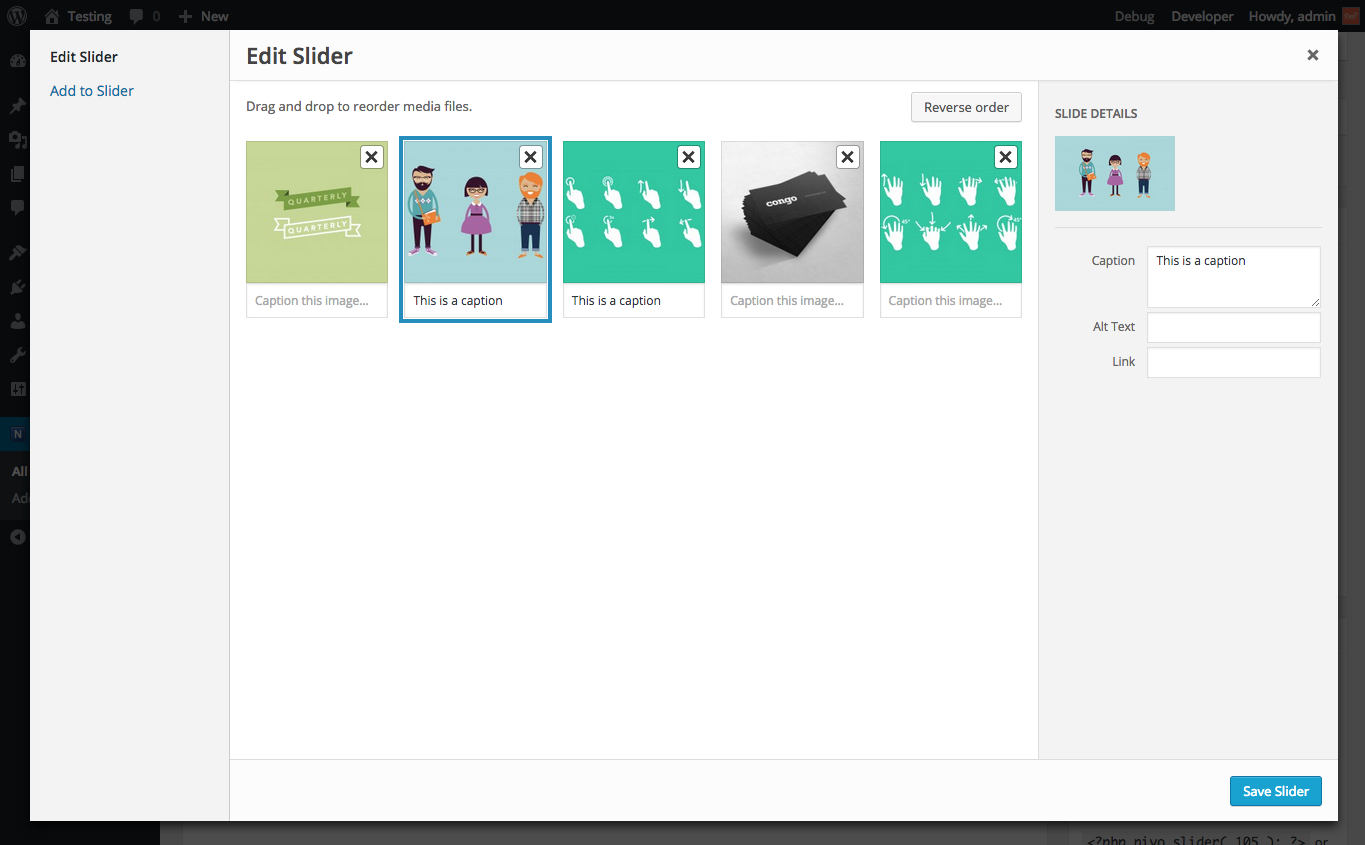 Testing 0 New Debug Developer Howdy, admin
Edit Slider
Add to Slider
Edit Slider
Drag and drop to reorder media files.
Reverse order
QUARTERLY
QUARTERLY
congo
45°
45°
Caption this image...
This is a caption
This is a caption
Caption this image...
Caption this image...
SLIDE DETAILS
Caption This is a caption
Alt Text
Link
N
All
Add
Save Slider
<?php nivo_slider( 105 ); ?> or